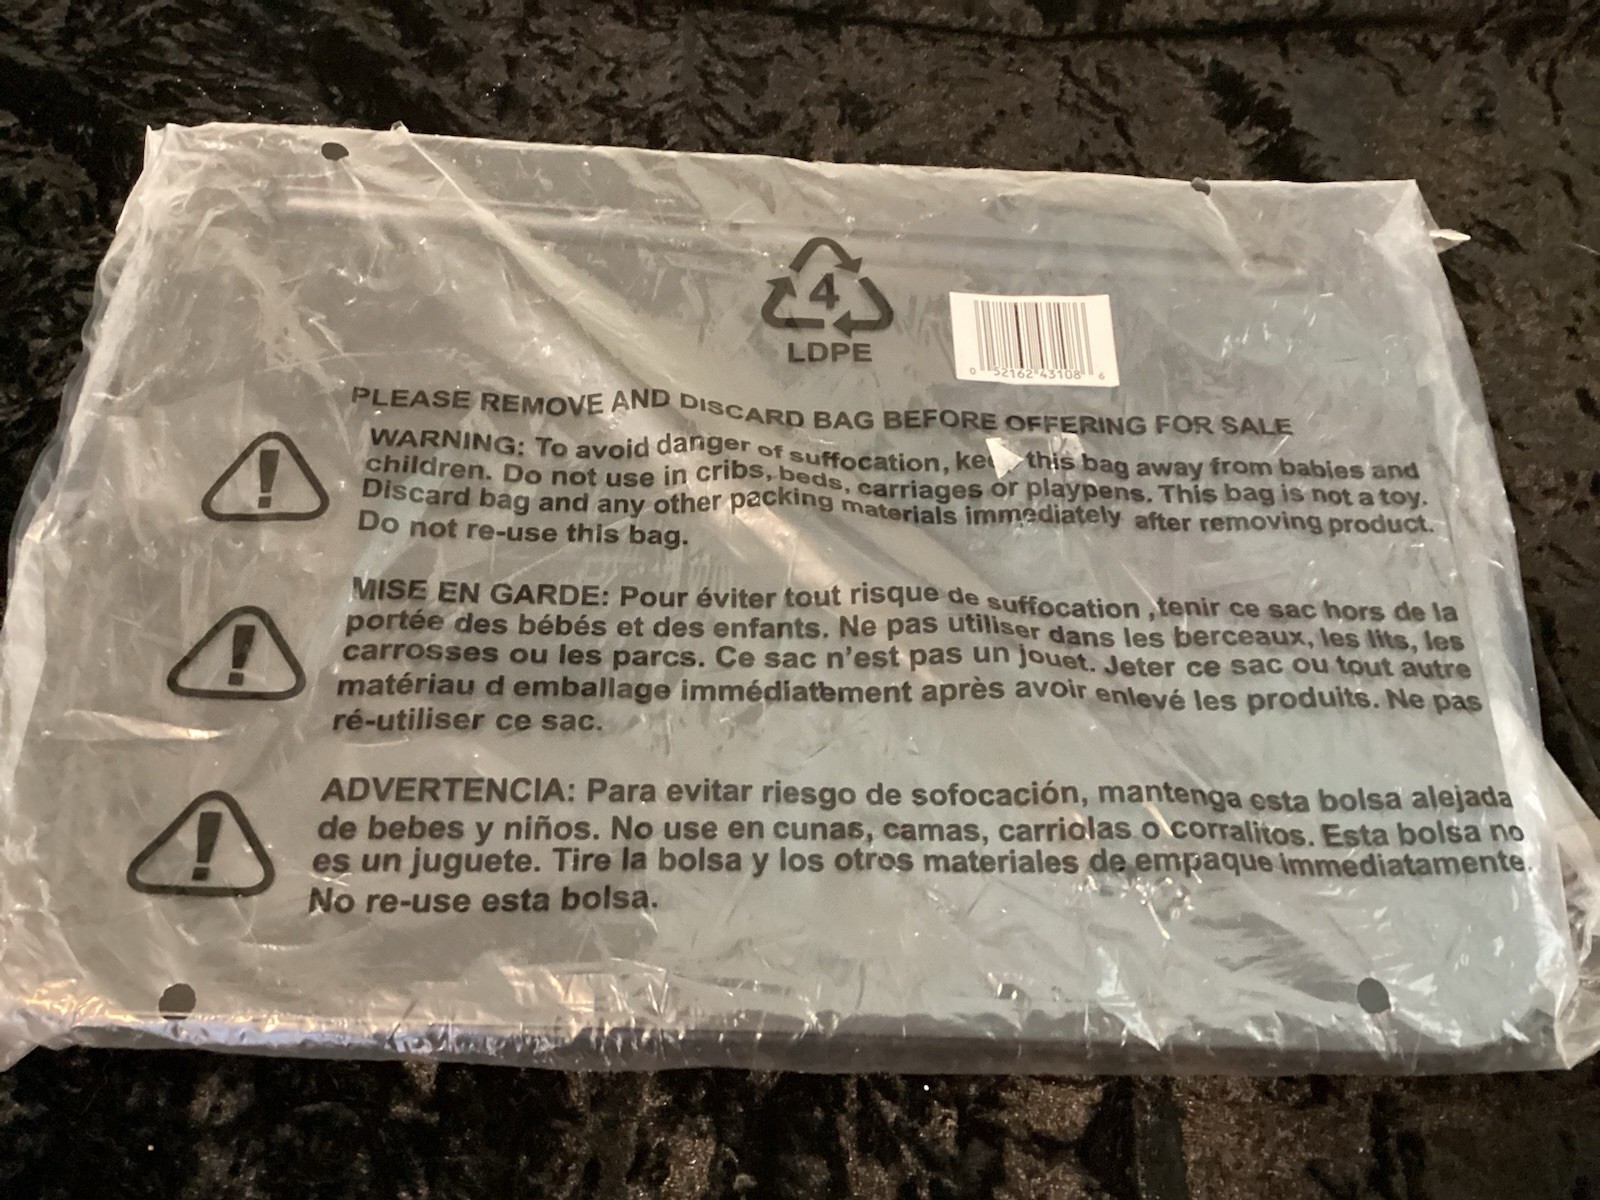 4
LDPE
0 52162 43108 6
PLEASE REMOVE AND DISCARD BAG BEFORE OFFERING FOR SALE
WARNING: To avoid danger of suffocation, this bag away from babies and
children. Do not use in cribs, beds, carriages or playpens. This bag is not a toy.
Discard bag and any other packing materials immediately after removing product.
Do not re-use this bag.
MISE EN GARDE: Pour éviter tout risque de suffocation ,tenir ce sac hors de la
portée des bébés et des enfants. Ne pas utiliser dans les berceaux, les lits, les
carrosses ou les parcs. Ce sac n'est pas un jouet. Jeter ce sac ou tout autre
matériau d emballage immédiatement après avoir enlevé les produits. Ne pas
ré-utiliser ce sac.
ADVERTENCIA: Para evitar riesgo de sofocación, mantenga esta bolsa alejada
de bebes y niños. No use en cunas, camas, carriolas o corralitos. Esta bolsa no
es un juguete. Tire la bolsa y los otros materiales de empaque immediatamente.
No re-use esta bolsa.